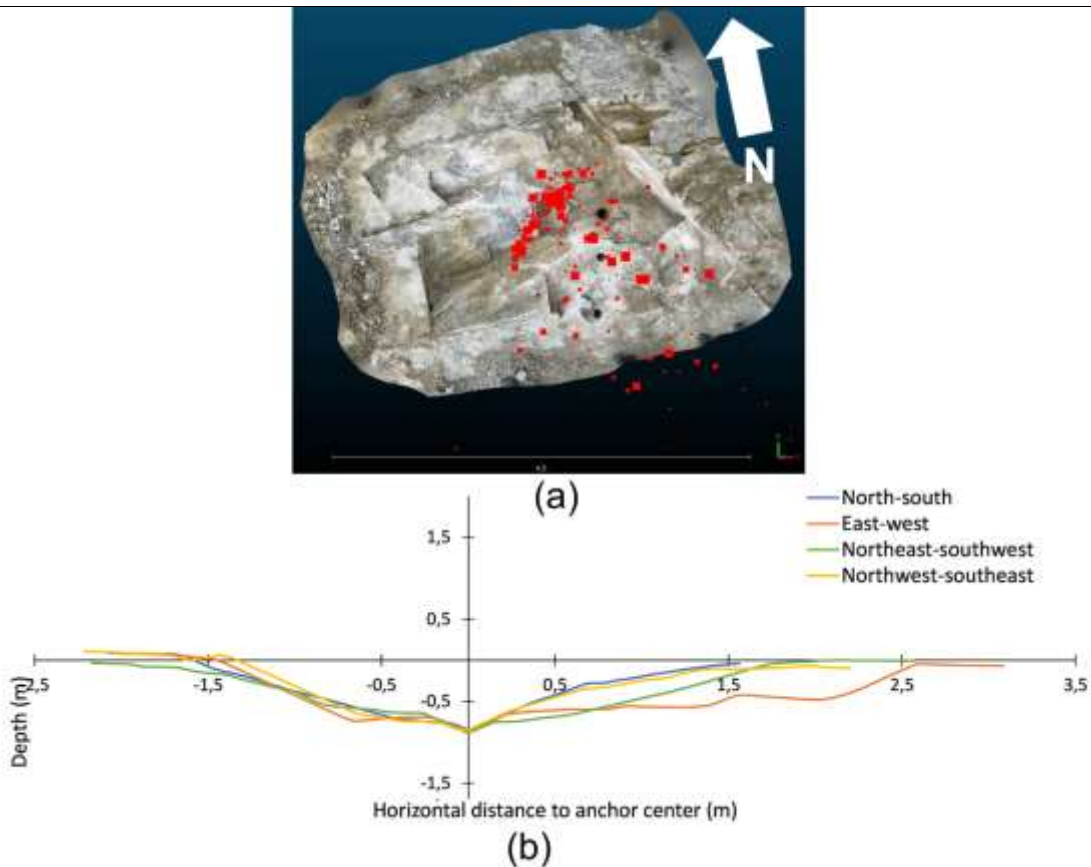 N
(a)
North-south
East-west
Northeast-southwest
Northwest-southeast
1,5
0,5
-2,5
-1,5
-0,5
0,5
1,5
2,5
3,5
-0,5
-1,5
Depth (m)
Horizontal distance to anchor center (m)
(b)